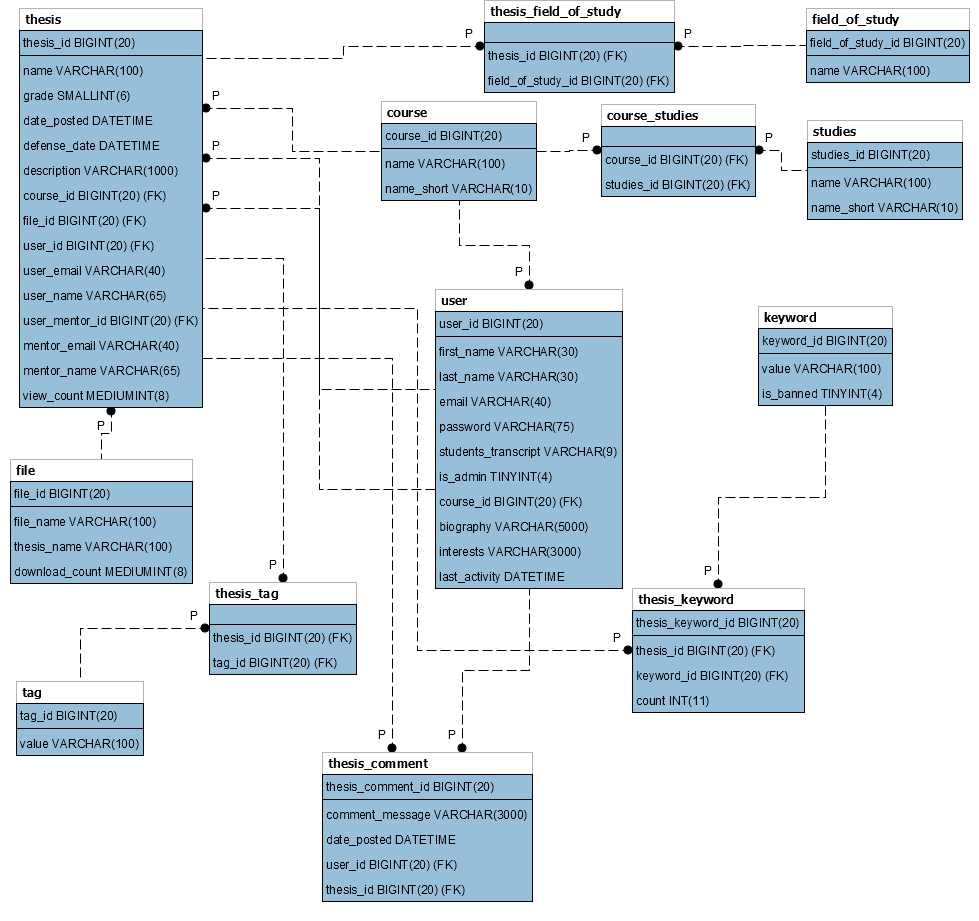 thesis
thesis_id BIGINT(20)
name VARCHAR(100)
grade SMALLINT(6)
date_posted DATETIME
defense_date DATETIME
description VARCHAR(1000)
course_id BIGINT(20) (FK)
file_id BIGINT(20) (FK)
user_id BIGINT(20) (FK)
user_email VARCHAR(40)
user_name VARCHAR(65)
user_mentor_id BIGINT(20) (FK)
mentor_email VARCHAR(40)
mentor_name VARCHAR(65)
view_count MEDIUMINT(8)
P
P
P
P
thesis_field_of_study
thesis_id BIGINT(20) (FK)
field_of_study_id BIGINT(20) (FK)
P
P
field_of_study
field_of_study_id BIGINT(20)
name VARCHAR(100)
course
course_id BIGINT(20)
name VARCHAR(100)
name_short VARCHAR(10)
course_studies
course_id BIGINT(20) (FK)
studies_id BIGINT(20) (FK)
P
P
studies
studies_id BIGINT(20)
name VARCHAR(100)
name_short VARCHAR(10)
P
user
user_id BIGINT(20)
first_name VARCHAR(30)
last_name VARCHAR(30)
email VARCHAR(40)
password VARCHAR(75)
students_transcript VARCHAR(9)
is_admin TINYINT(4)
course_id BIGINT(20) (FK)
biography VARCHAR(5000)
interests VARCHAR(3000)
last_activity DATETIME
keyword
keyword_id BIGINT(20)
value VARCHAR(100)
is_banned TINYINT(4)
file
file_id BIGINT(20)
file_name VARCHAR(100)
thesis_name VARCHAR(100)
download_count MEDIUMINT(8)
P
P
thesis_tag
thesis_id BIGINT(20) (FK)
tag_id BIGINT(20) (FK)
P
P
thesis_keyword
thesis_keyword_id BIGINT(20)
thesis_id BIGINT(20) (FK)
keyword_id BIGINT(20) (FK)
count INT(11)
tag
tag_id BIGINT(20)
value VARCHAR(100)
P
P
thesis_comment
thesis_comment_id BIGINT(20)
comment_message VARCHAR(3000)
date_posted DATETIME
user_id BIGINT(20) (FK)
thesis_id BIGINT(20) (FK)